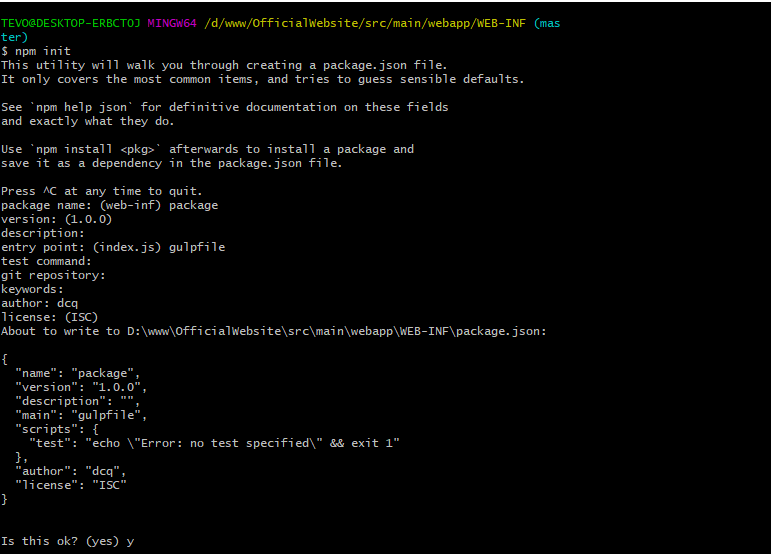 TEVO@DESKTOP-ERBCTOJ MINGW64 /d/www/OfficialWebsite/src/main/webapp/WEB-INF (mas
ter)
$ npm init
This utility will walk you through creating a package.json file.
It only covers the most common items, and tries to guess sensible defaults.
See `npm help json` for definitive documentation on these fields
and exactly what they do.
Use `npm install <pkg>` afterwards to install a package and
save it as a dependency in the package.json file.
Press ^C at any time to quit.
package name: (web-inf) package
version: (1.0.0)
description:
entry point: (index.js) gulpfile
test command:
git repository:
keywords:
author: dcq
license: (ISC)
About to write to D:\www\OfficialWebsite\src\main\webapp\WEB-INF\package.json:
{
  "name": "package",
  "version": "1.0.0",
  "description": "",
  "main": "gulpfile",
  "scripts": {
    "test": "echo \"Error: no test specified\" && exit 1"
  },
  "author": "dcq",
  "license": "ISC"
}
Is this ok? (yes) y